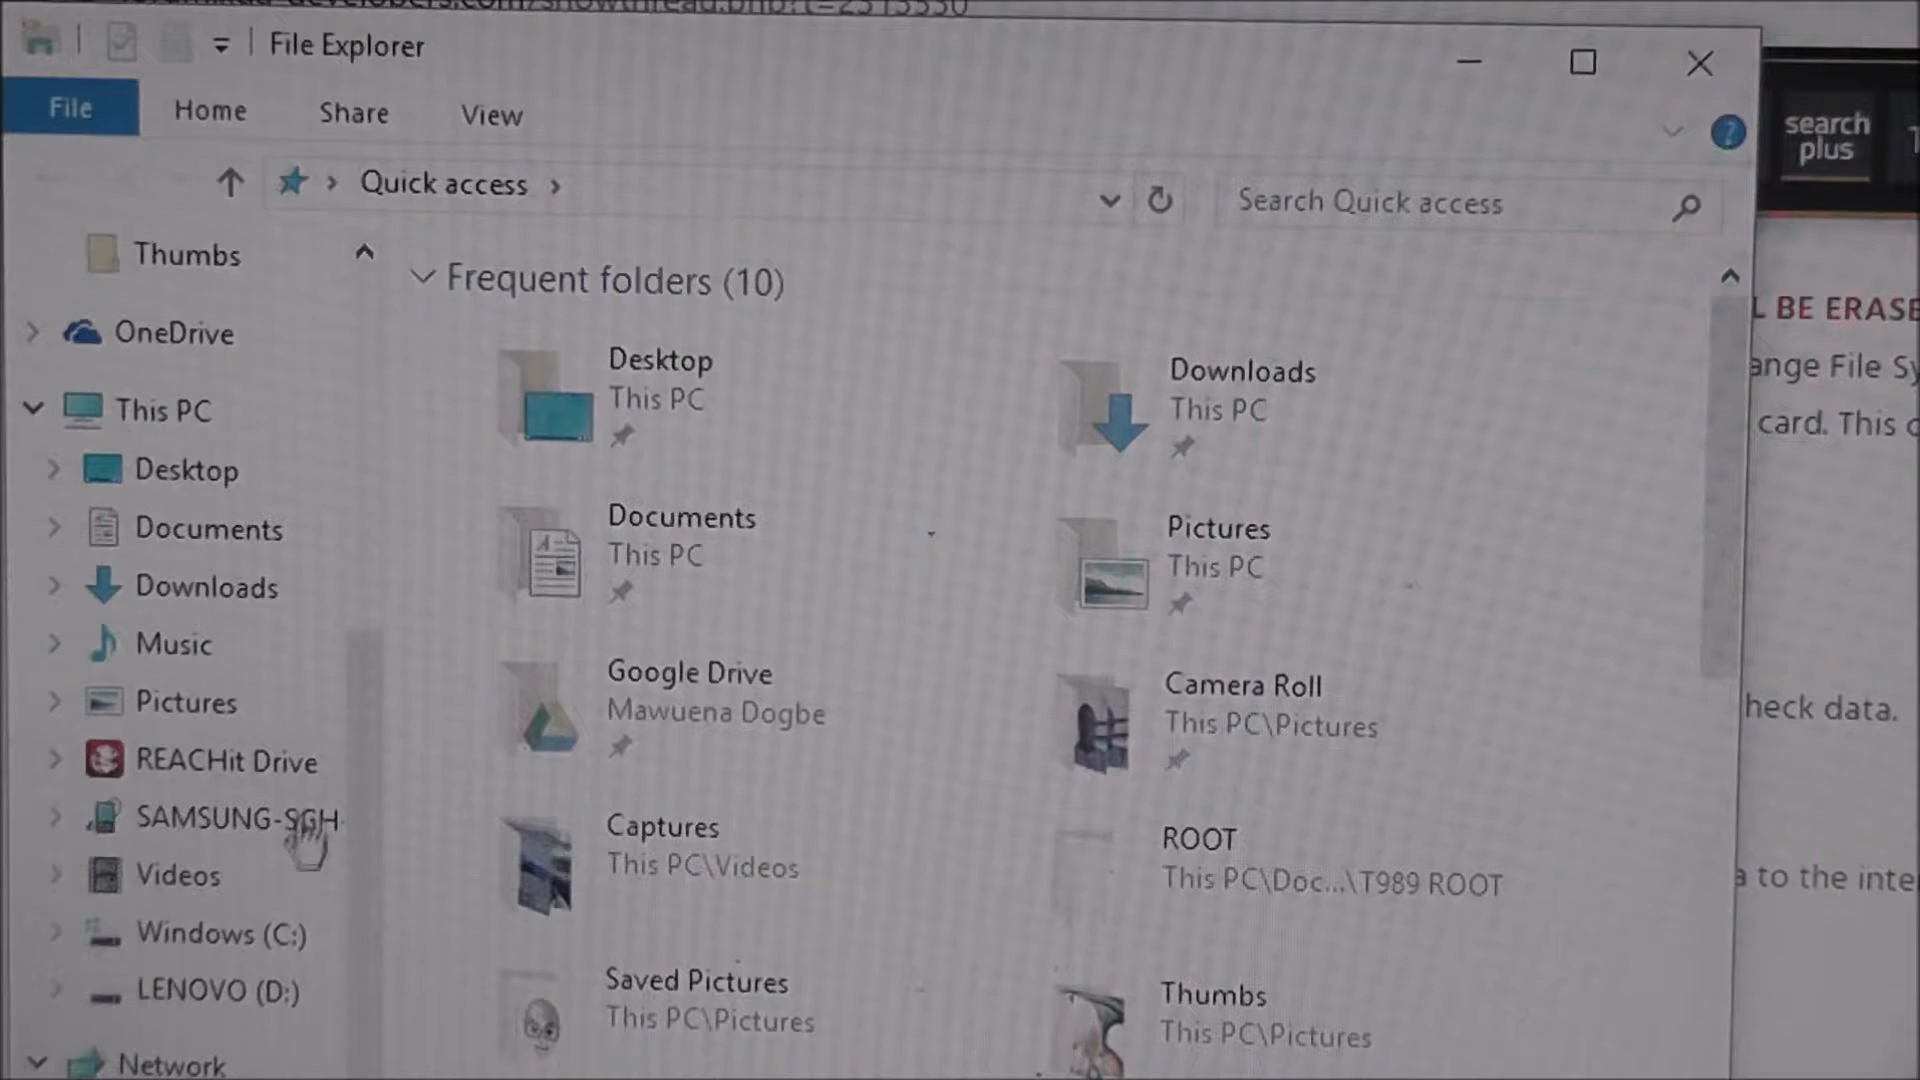 File Explorer
File Home Share View
search
plus
Quick access
Search Quick access
Thumbs
OneDrive
This PC
Desktop
Documents
Downloads
Music
Pictures
REACHit Drive
SAMSUNG-SGH
Videos
Windows (C:)
LENOVO (D:)
Network
Frequent folders (10)
Desktop
This PC
Downloads
This PC
Documents
This PC
Pictures
This PC
Google Drive
Mawuena Dogbe
Camera Roll
This PC\Pictures
Captures
This PC\Videos
ROOT
This PC\Doc...\T989 ROOT
Saved Pictures
This PC\Pictures
Thumbs
This PC\Pictures
BE ERASE
File
card. This
data.
to the